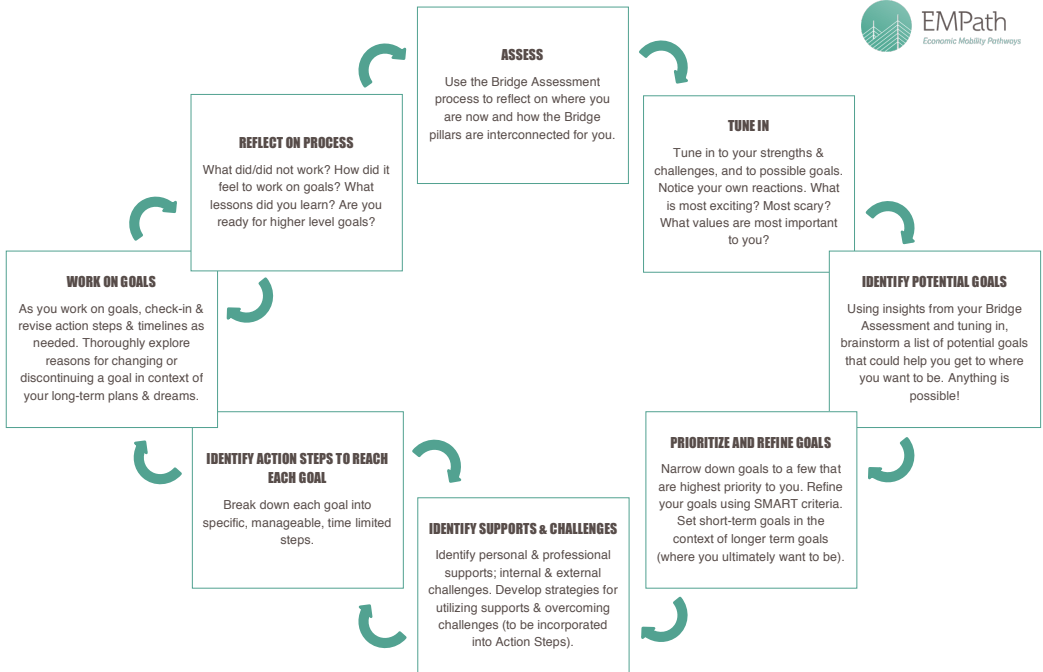 EMPath
Economic Mobility Pathways
ASSESS
Use the Bridge Assessment
process to reflect on where you
are now and how the Bridge
pillars are interconnected for you.
TUNE IN
Tune in to your strengths &
challenges, and to possible goals.
Notice your own reactions. What
is most exciting? Most scary?
What values are most important
to you?
IDENTIFY POTENTIAL GOALS
Using insights from your Bridge
Assessment and tuning in,
brainstorm a list of potential goals
that could help you get to where
you want to be. Anything is
possible!
PRIORITIZE AND REFINE GOALS
Narrow down goals to a few that
are highest priority to you. Refine
your goals using SMART criteria.
Set short-term goals in the
context of longer term goals
(where you ultimately want to be).
IDENTIFY SUPPORTS & CHALLENGES
Identify personal & professional
supports; internal & external
challenges. Develop strategies for
utilizing supports & overcoming
challenges (to be incorporated
into Action Steps).
IDENTIFY ACTION STEPS TO REACH
EACH GOAL
Break down each goal into
specific, manageable, time limited
steps.
WORK ON GOALS
As you work on goals, check-in &
revise action steps & timelines as
needed. Thoroughly explore
reasons for changing or
discontinuing a goal in context of
your long-term plans & dreams.
REFLECT ON PROCESS
What did/did not work? How did it
feel to work on goals? What
lessons did you learn? Are you
ready for higher level goals?